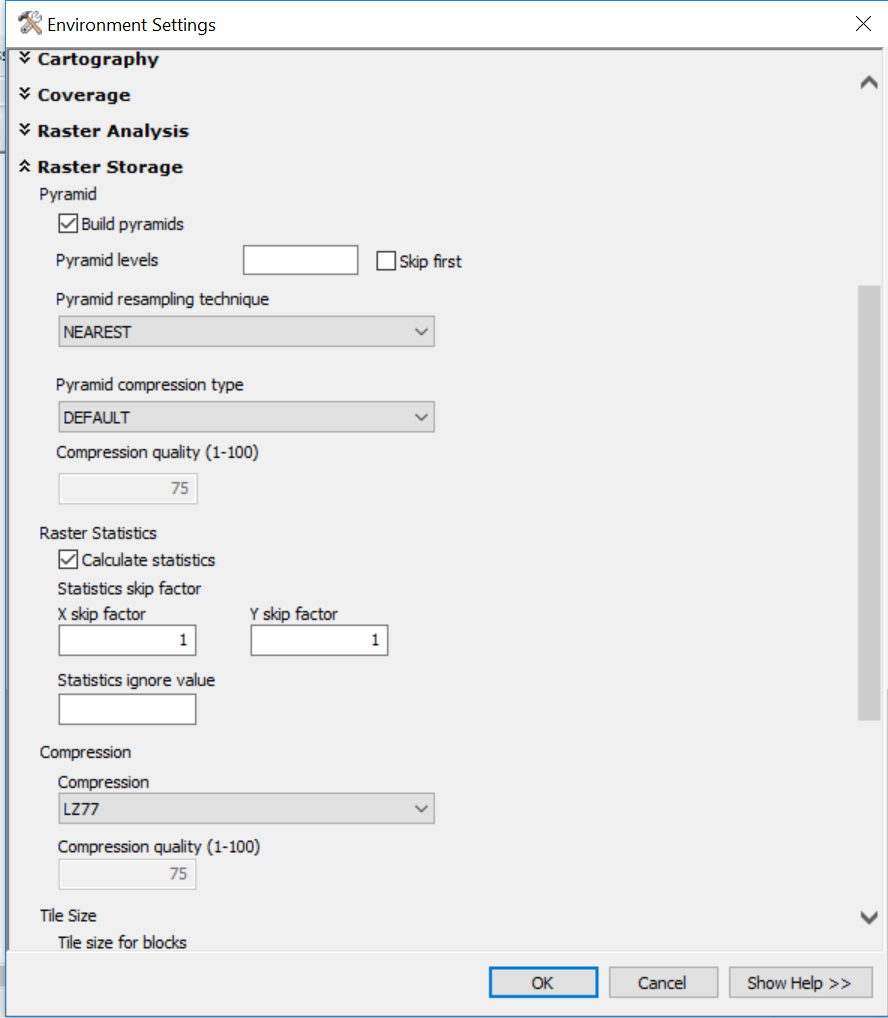 Environment Settings
Cartography
Coverage
Raster Analysis
Raster Storage
Pyramid
Build pyramids
Pyramid levels
Skip first
Pyramid resampling technique
NEAREST
Pyramid compression type
DEFAULT
Compression quality (1-100)
75
Raster Statistics
Calculate statistics
Statistics skip factor
X skip factor Y skip factor
1 1
Statistics ignore value
Compression
Compression
LZ77
Compression quality (1-100)
75
Tile Size
Tile size for blocks
OK Cancel Show Help >>